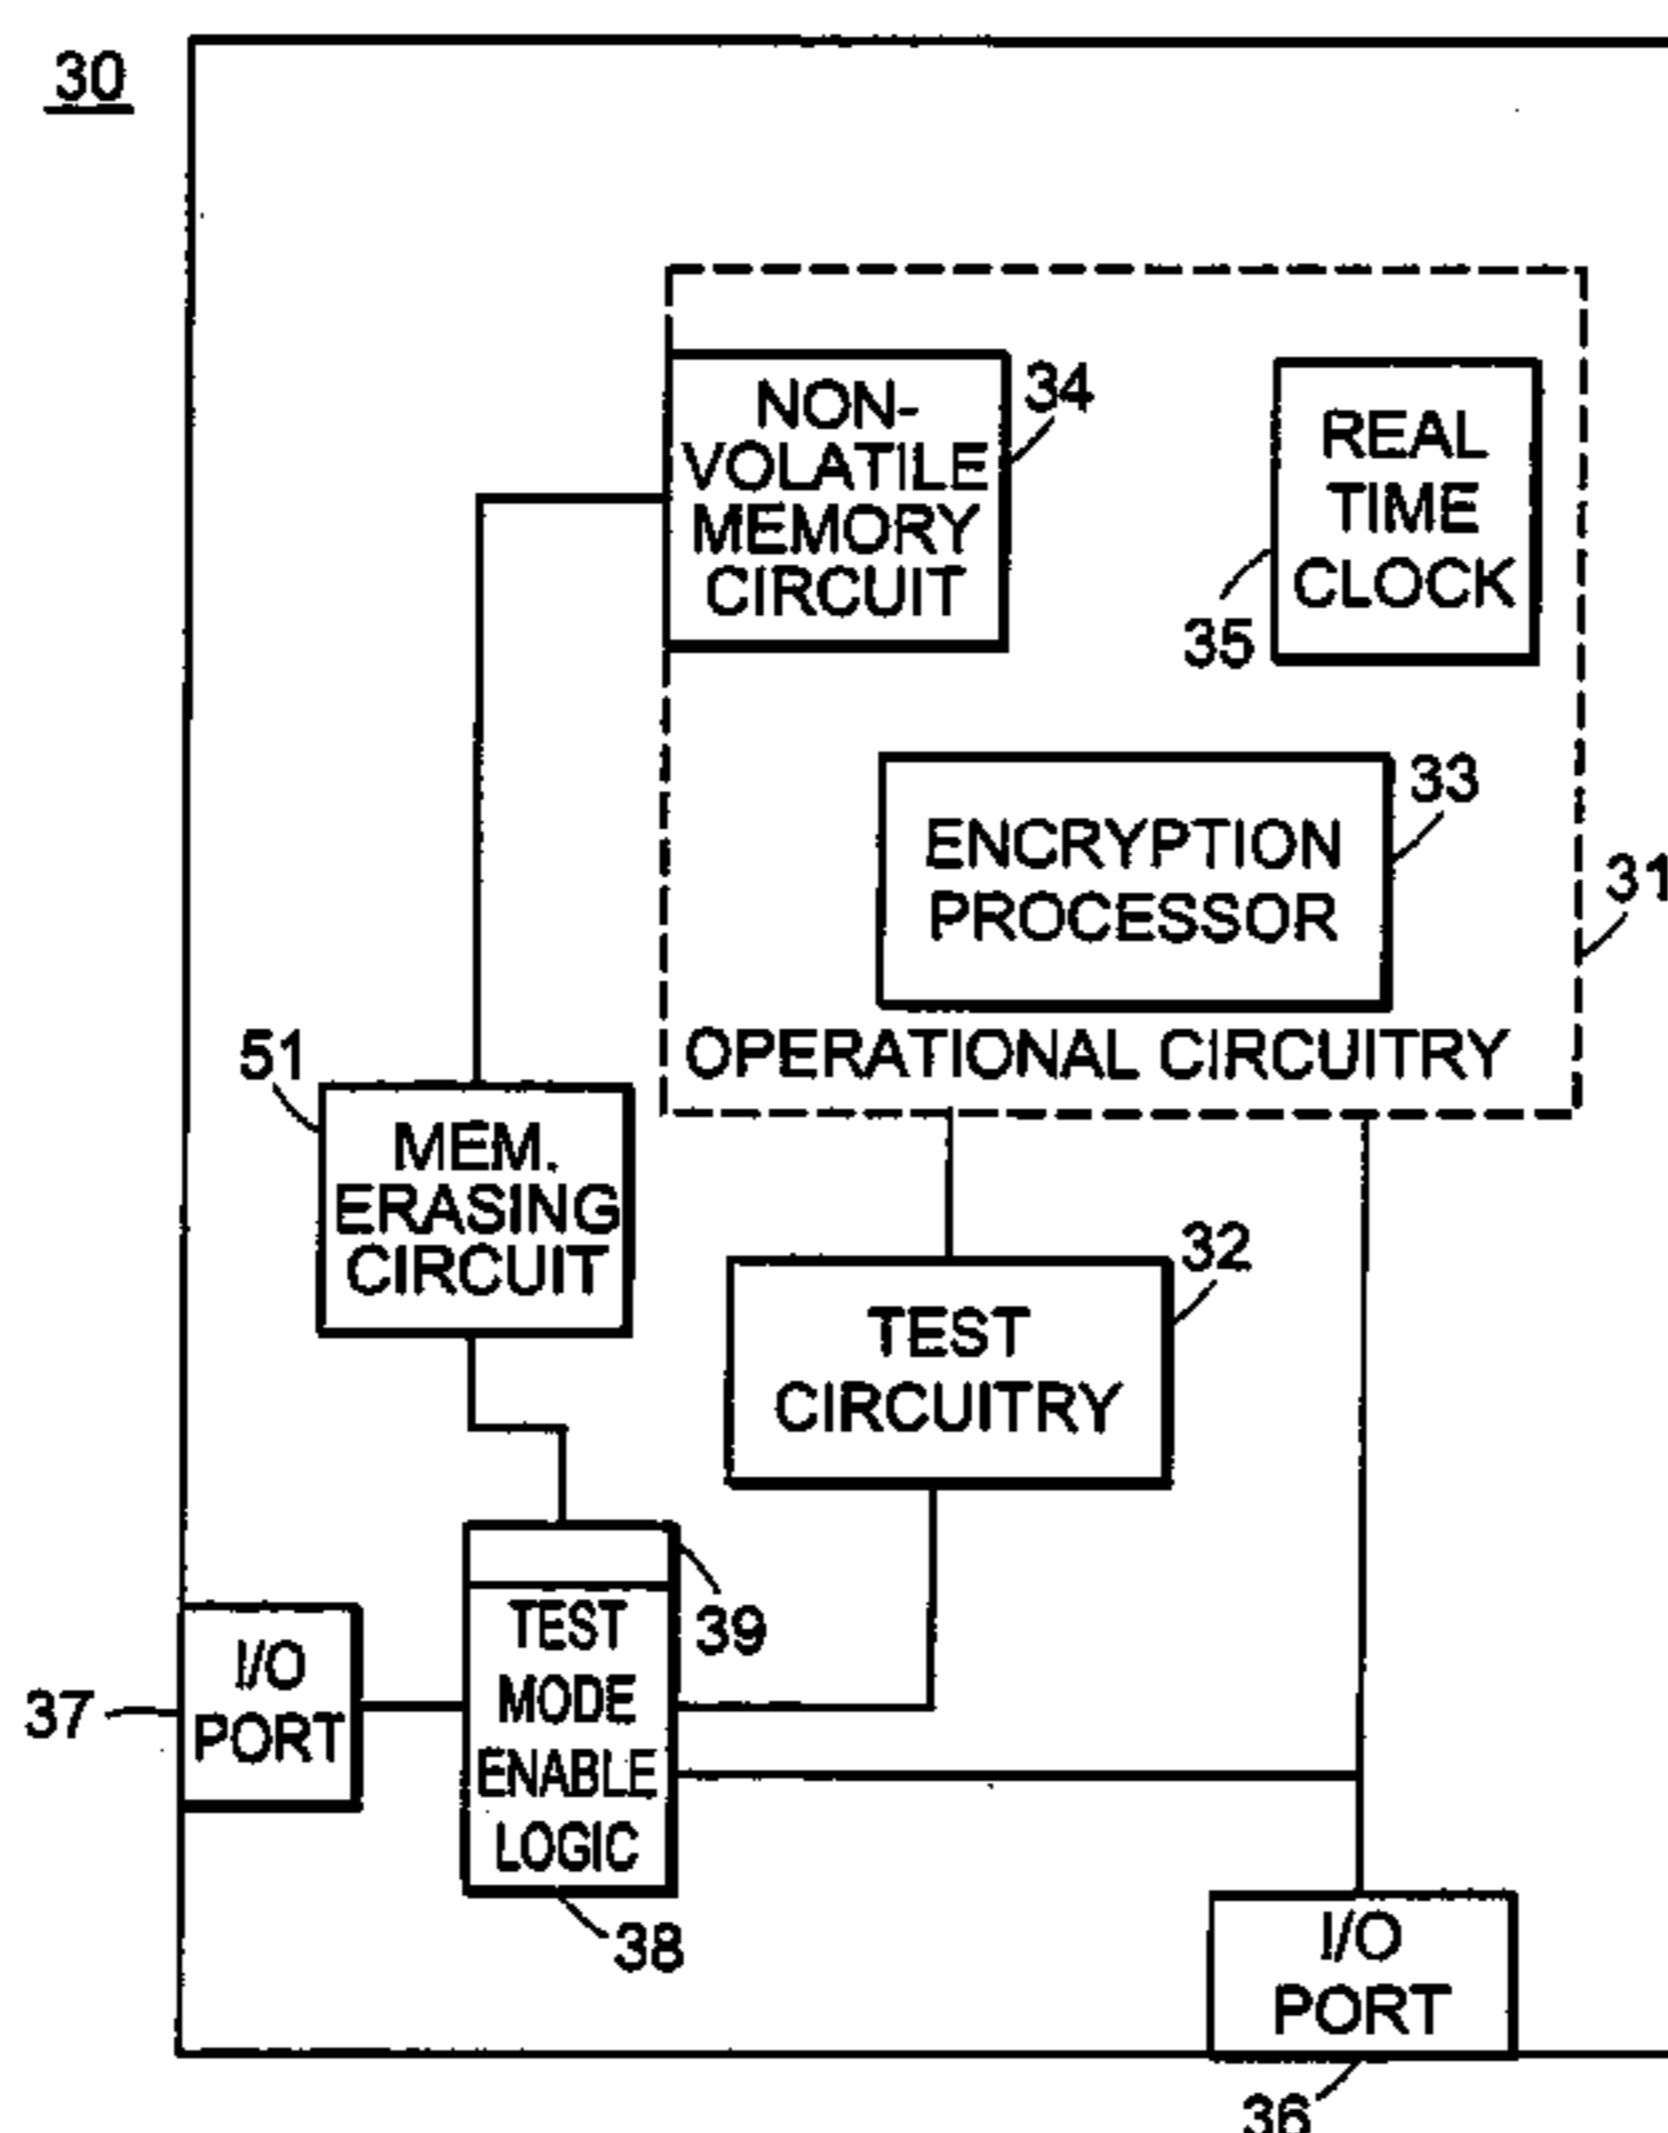 30
NON-
VOLATILE
MEMORY
CIRCUIT
34
REAL
TIME
CLOCK
35
ENCRYPTION
PROCESSOR
33
31
OPERATIONAL CIRCUITRY
51
MEM.
ERASING
CIRCUIT
32
TEST
CIRCUITRY
39
TEST
MODE
ENABLE
LOGIC
38
I/O
PORT
37
I/O
PORT
36